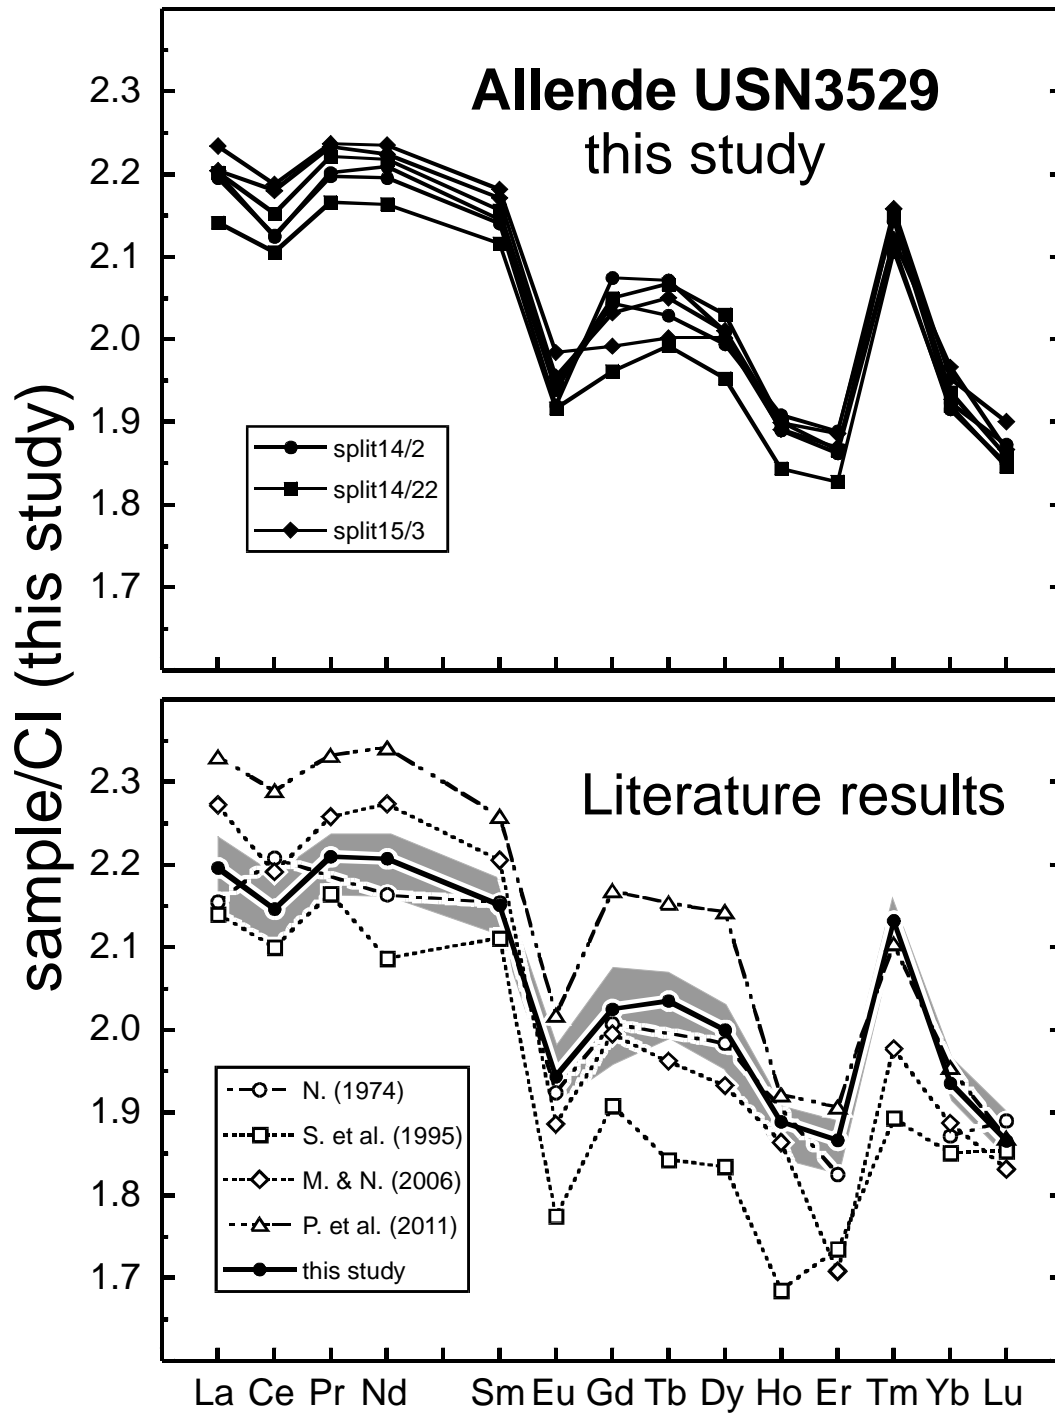 sample/CI (this study)
Allende USN3529
this study
2.3
2.2
2.1
2.0
1.9
1.8
1.7
split14/2
split14/22
split15/3
Literature results
2.3
2.2
2.1
2.0
1.9
1.8
1.7
N. (1974)
S. et al. (1995)
M. & N. (2006)
P. et al. (2011)
this study
La Ce Pr Nd Sm Eu Gd Tb Dy Ho Er Tm Yb Lu